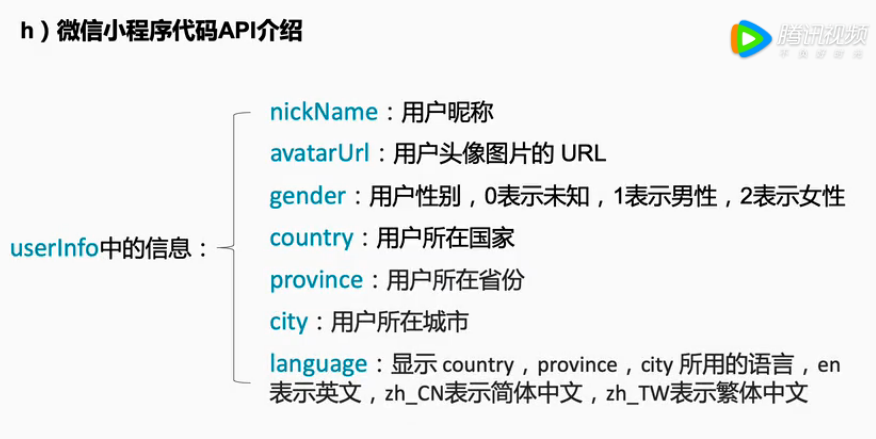 h）微信小程序代码API介绍
腾讯视频
不负好时光
nickName：用户昵称
avatarUrl：用户头像图片的 URL
gender：用户性别，0表示未知，1表示男性，2表示女性
userInfo中的信息：
country：用户所在国家
province：用户所在省份
city：用户所在城市
language：显示 country，province，city 所用的语言，en
表示英文，zh_CN表示简体中文，zh_TW表示繁体中文